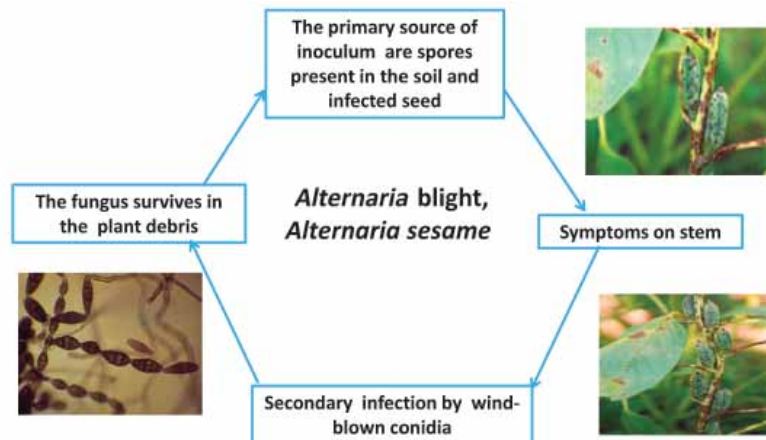 The primary source of
inoculum are spores
present in the soil and
infected seed
The fungus survives in
the plant debris
Alternaria blight,
Alternaria sesame
Symptoms on stem
Secondary infection by wind-
blown conidia